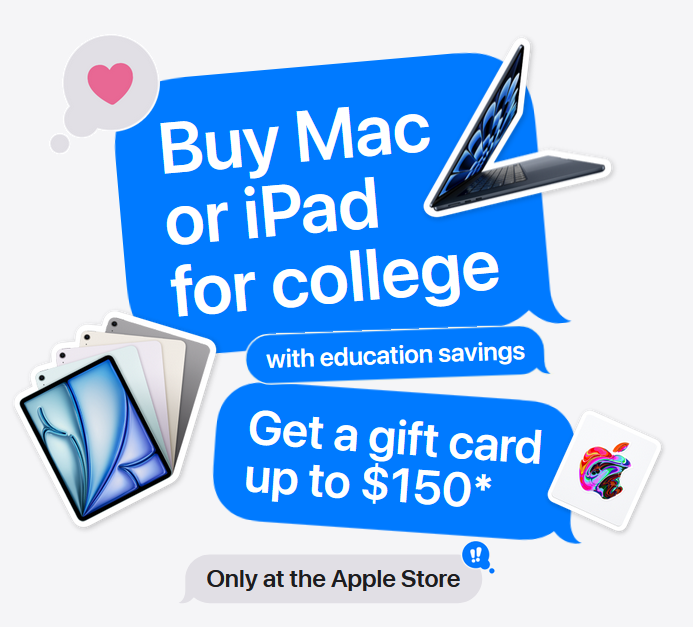 Buy Mac
or iPad
for college
with education savings
Get a gift card
up to $150*
‼
Only at the Apple Store